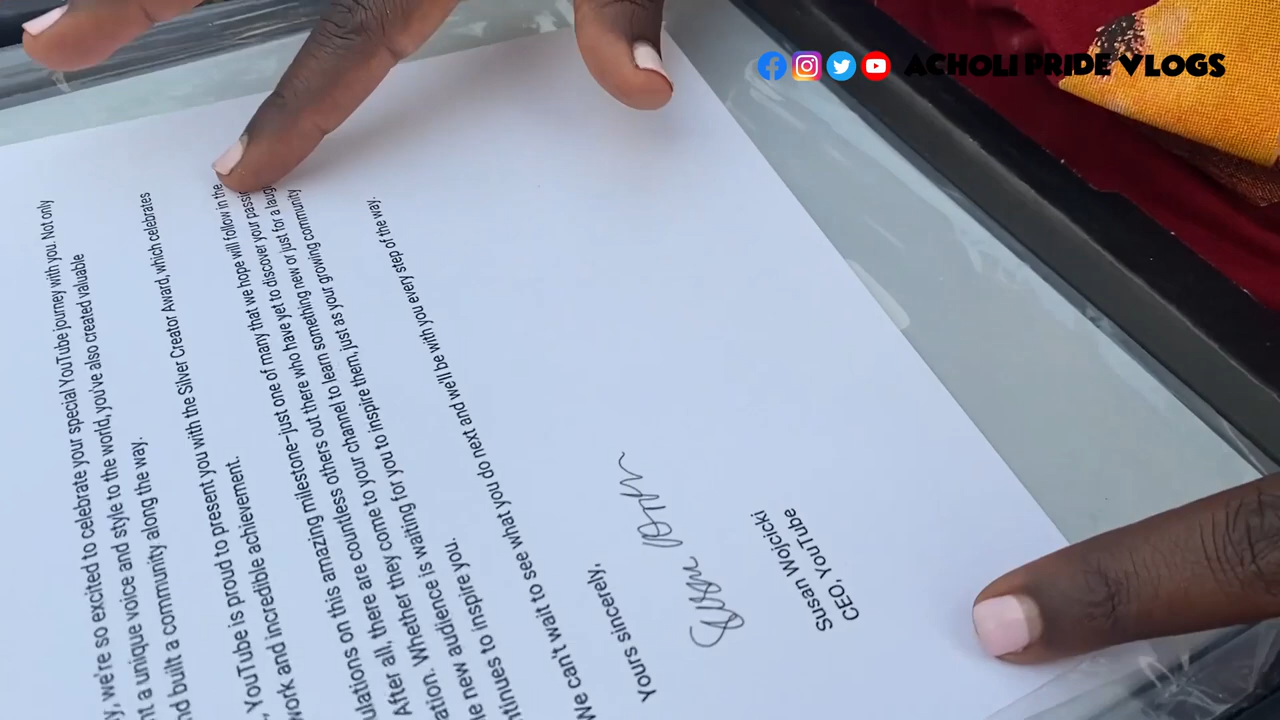 ACHOLI PRIDE VLOGS
we're so excited to celebrate your special YouTube journey with you. Not only
a unique voice and style to the world, you've also created valuable
built a community along the way.
YouTube is proud to present you with the Silver Creator Award, which celebrates
work and incredible achievement.
on this amazing milestone–just one of many that we hope will follow in the
After all, there are countless others out there who have yet to discover your
Whether they come to your channel to learn something new or just for a
new audience is waiting for you to inspire them, just as your growing community
to inspire you.
We can't wait to see what you do next and we'll be with you every step of the way.
Yours sincerely,
Susan Wojcicki
CEO, YouTube